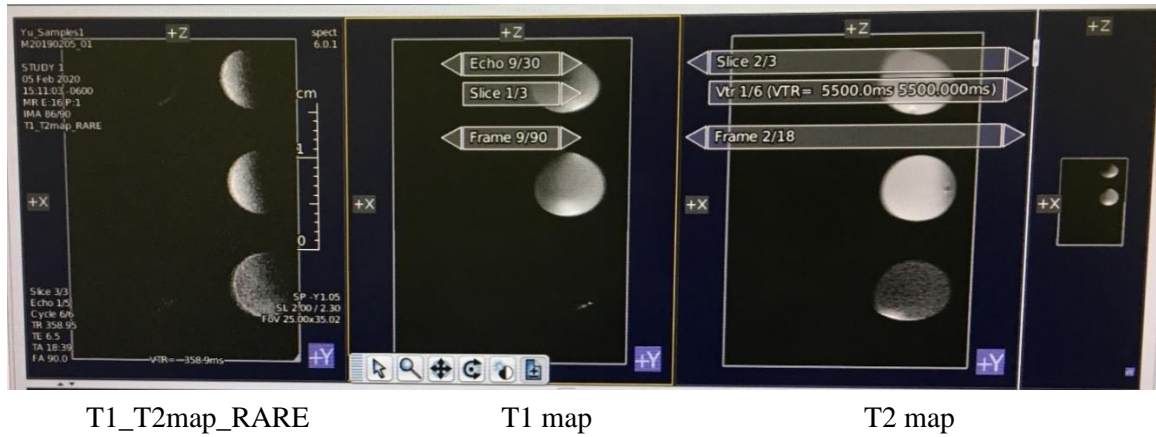 Yu_Samples1
M20190205_01
STUDY 1
05 Feb 2020
15:11:03 -0600
MR E:16 P:1
IMA 86/90
T1_T2map_RARE
+Z
spect
6.0.1
cm
1
0
+X
Slice 3/3
Echo 1/5
Cycle 6/6
TR 358.95
TE 6.5
TA 18:39
FA 90.0
VTR= 358.9ms
SP -Y1.05
SL 2.00 / 2.30
FoV 25.00x35.02
+Y
+Z
Echo 9/30
Slice 1/3
Frame 9/90
+X
+Y
+Z
Slice 2/3
Vtr 1/6 (VTR= 5500.0ms 5500.000ms)
Frame 2/18
+X
+Y
+Z
+X
T1_T2map_RARE
T1 map
T2 map